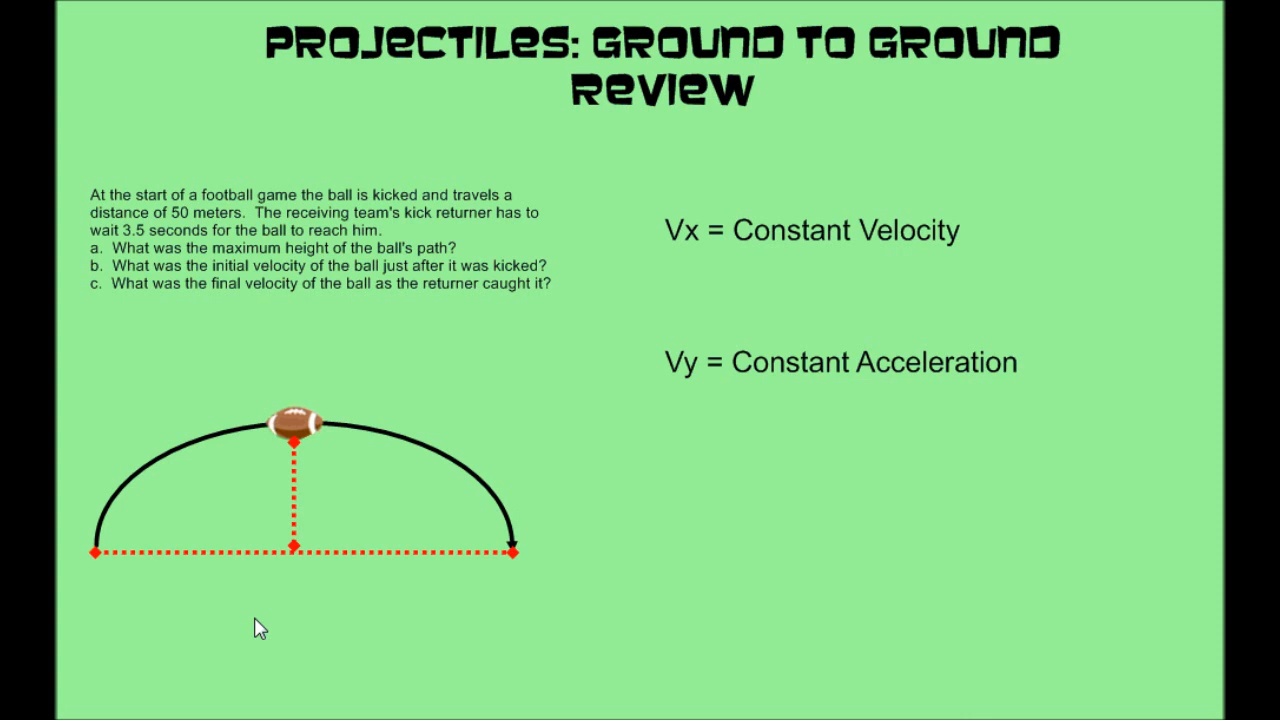 PROJECTILES: GROUND TO GROUND
REVIEW
At the start of a football game the ball is kicked and travels a
distance of 50 meters.  The receiving team's kick returner has to
wait 3.5 seconds for the ball to reach him.
a.  What was the maximum height of the ball's path?
b.  What was the initial velocity of the ball just after it was kicked?
c.  What was the final velocity of the ball as the returner caught it?
Vx = Constant Velocity
Vy = Constant Acceleration